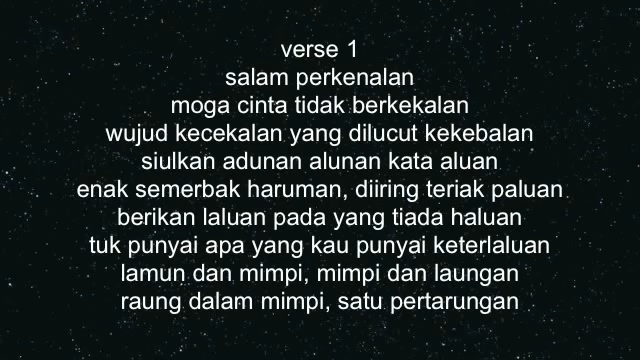 verse 1
salam perkenalan
moga cinta tidak berkekalan
wujud kecekalan yang dilucut kekebalan
siulkan adunan alunan kata aluan
enak semerbak haruman, diiring teriak paluan
berikan laluan pada yang tiada haluan
tuk punyai apa yang kau punyai keterlaluan
lamun dan mimpi, mimpi dan laungan
raung dalam mimpi, satu pertarungan